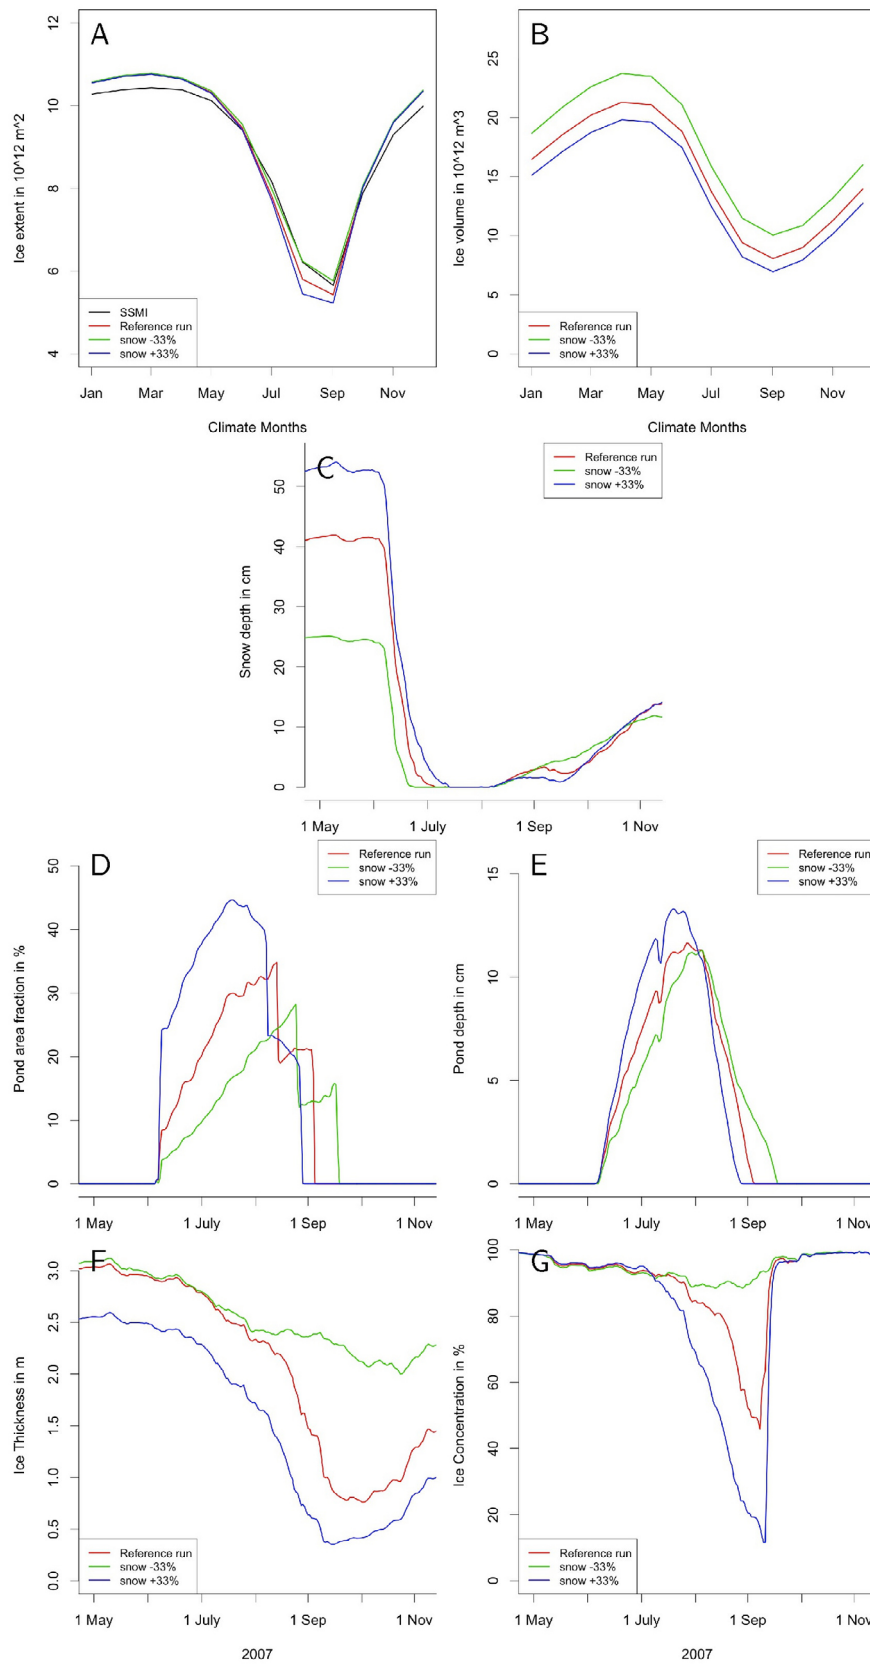 A
Ice extent in 10^12 m^2
12
10
8
6
4
SSMI
Reference run
snow -33%
snow +33%
Jan Mar May Jul Sep Nov
Climate Months
B
Ice volume in 10^12 m^3
25
20
15
10
5
0
Reference run
snow -33%
snow +33%
Jan Mar May Jul Sep Nov
Climate Months
C
Snow depth in cm
50
40
30
20
10
0
Reference run
snow -33%
snow +33%
1 May 1 July 1 Sep 1 Nov
D
Pond area fraction in %
50
40
30
20
10
0
Reference run
snow -33%
snow +33%
1 May 1 July 1 Sep 1 Nov
E
Pond depth in cm
15
10
5
0
Reference run
snow -33%
snow +33%
1 May 1 July 1 Sep 1 Nov
F
Ice Thickness in m
3.0
2.5
2.0
1.5
1.0
0.5
0.0
Reference run
snow -33%
snow +33%
1 May 1 July 1 Sep 1 Nov
2007
G
Ice Concentration in %
100
80
60
40
20
0
Reference run
snow -33%
snow +33%
1 May 1 July 1 Sep 1 Nov
2007